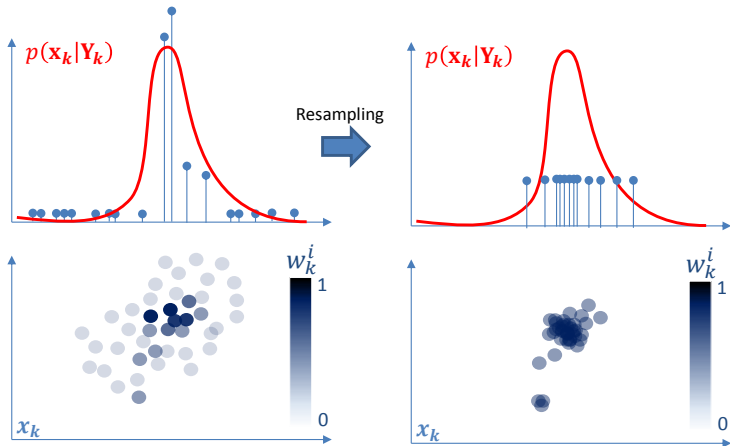 p(𝐱ₖ|𝐘ₖ)
Resampling
p(𝐱ₖ|𝐘ₖ)
wₖⁱ
1
0
𝒙ₖ
wₖⁱ
1
0
𝒙ₖ